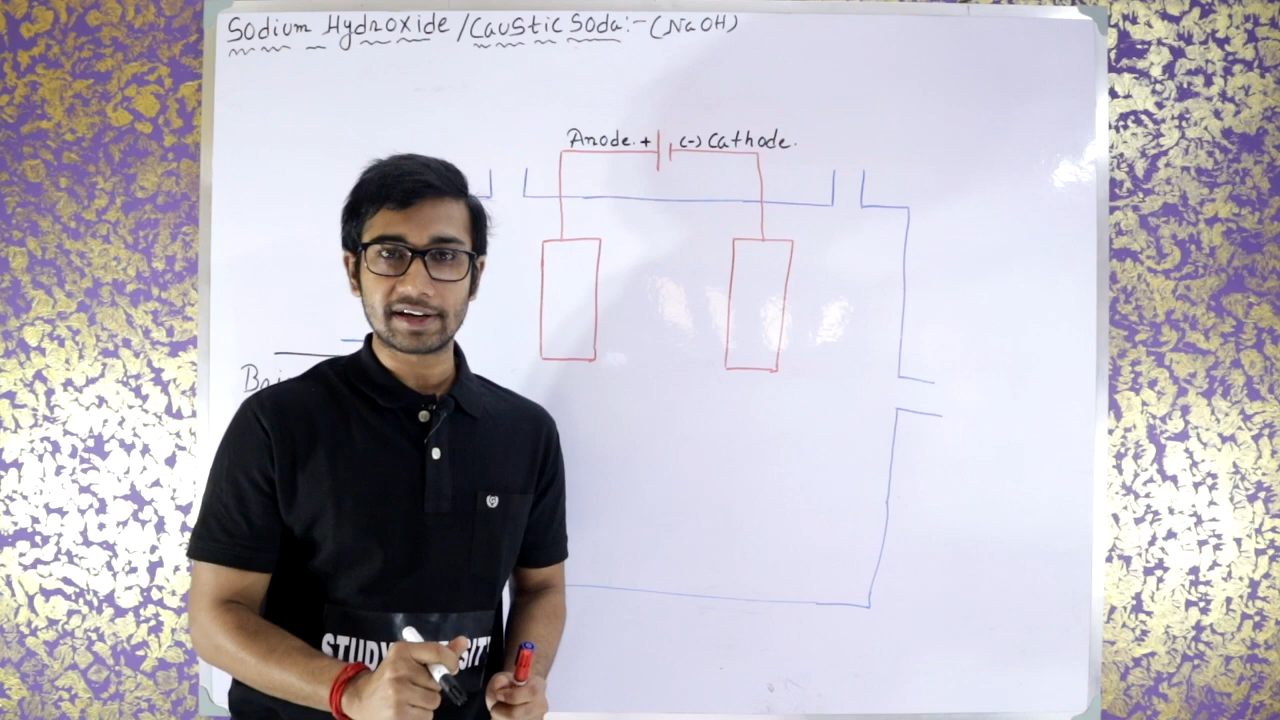 Sodium Hydroxide / Caustic Soda:- (NaOH)
Anode + (-) Cathode.